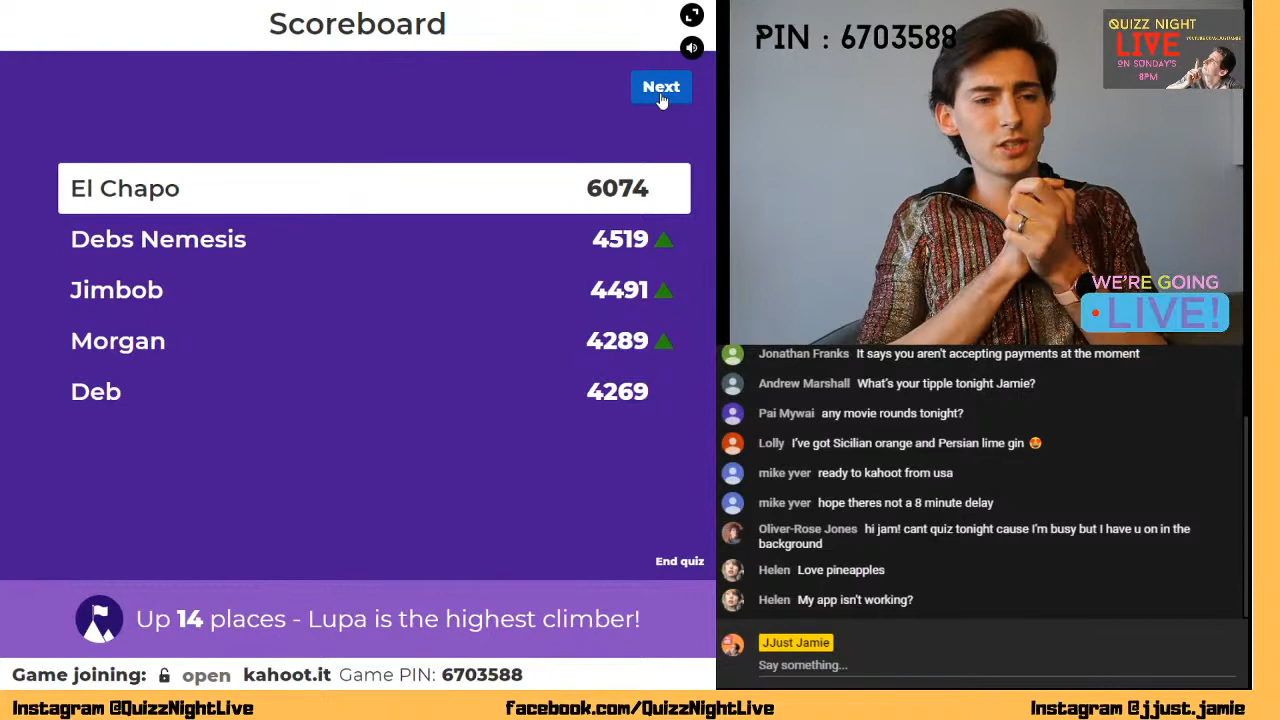 Scoreboard
Next
El Chapo 6074
Debs Nemesis 4519
Jimbob 4491
Morgan 4289
Deb 4269
End quiz
Up 14 places - Lupa is the highest climber!
Game joining: open kahoot.it Game PIN: 6703588
PIN : 6703588
QUIZZ NIGHT
LIVE
ON SUNDAY'S
8PM
WE'RE GOING
LIVE!
Jonathan Franks It says you aren't accepting payments at the moment
Andrew Marshall What's your tipple tonight Jamie?
Pai Mywai any movie rounds tonight?
Lolly I've got Sicilian orange and Persian lime gin 😍
mike yver ready to kahoot from usa
mike yver hope theres not a 8 minute delay
Oliver-Rose Jones hi jam! cant quiz tonight cause I'm busy but I have u on in the
background
Helen Love pineapples
Helen My app isn't working?
JJust Jamie
Say something...
Instagram @QuizzNightLive facebook.com/QuizzNightLive Instagram @jjust.jamie